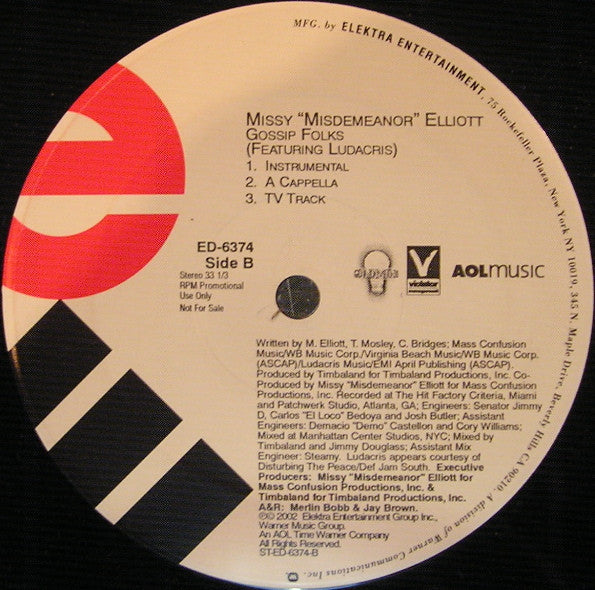 MFG. by ELEKTRA ENTERTAINMENT, 75 Rockefeller Plaza, New York NY 10019, 345 N. Maple Drive, Beverly Hills CA 90210. A division of Warner Communications Inc.
MISSY "MISDEMEANOR" ELLIOTT
GOSSIP FOLKS
(FEATURING LUDACRIS)
1. INSTRUMENTAL
2. A CAPPELLA
3. TV TRACK
ED-6374
Side B
Stereo 33 1/3
RPM Promotional
Use Only
Not For Sale
V
violator
management
AOLMUSIC
Written by M. Elliott, T. Mosley, C. Bridges; Mass Confusion
Music/WB Music Corp./Virginia Beach Music/WB Music Corp.
(ASCAP)/Ludacris Music/EMI April Publishing (ASCAP).
Produced by Timbaland for Timbaland Productions, Inc. Co-
Produced by Missy "Misdemeanor" Elliott for Mass Confusion
Productions, Inc. Recorded at The Hit Factory Criteria, Miami
and Patchwerk Studio, Atlanta, GA; Engineers: Senator Jimmy
D, Carlos "El Loco" Bedoya and Josh Butler; Assistant
Engineers: Demacio "Demo" Castellon and Cory Williams;
Mixed at Manhattan Center Studios, NYC; Mixed by
Timbaland and Jimmy Douglass; Assistant Mix
Engineer: Steamy. Ludacris appears courtesy of
Disturbing The Peace/Def Jam South. Executive
Producers: Missy "Misdemeanor" Elliott for
Mass Confusion Productions, Inc. &
Timbaland for Timbaland Productions, Inc.
A&R: Merlin Bobb & Jay Brown.
℗© 2002 Elektra Entertainment Group Inc.,
Warner Music Group.
An AOL Time Warner Company
All Rights Reserved.
ST-ED-6374-B